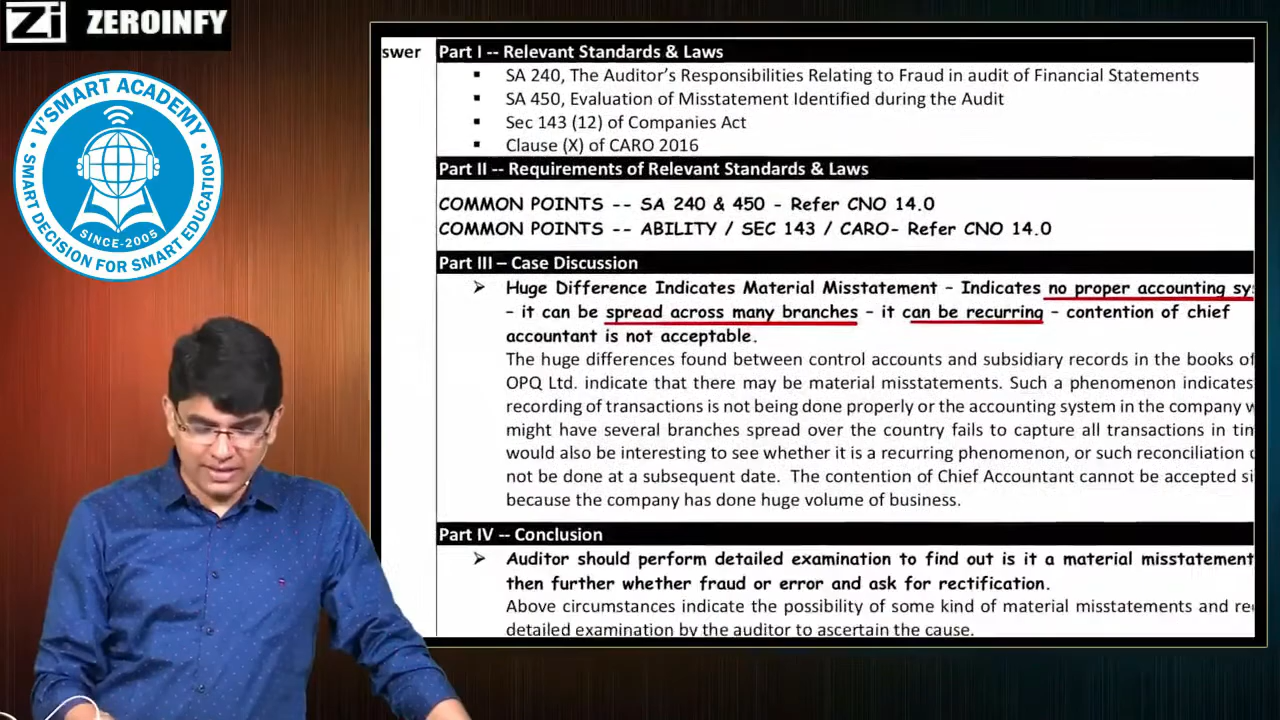 Zi ZEROINFY
V'SMART ACADEMY
SINCE-2005
SMART DECISION FOR SMART EDUCATION
swer
Part I -- Relevant Standards & Laws
▪ SA 240, The Auditor's Responsibilities Relating to Fraud in audit of Financial Statements
▪ SA 450, Evaluation of Misstatement Identified during the Audit
▪ Sec 143 (12) of Companies Act
▪ Clause (X) of CARO 2016
Part II -- Requirements of Relevant Standards & Laws
COMMON POINTS -- SA 240 & 450 - Refer CNO 14.0
COMMON POINTS -- ABILITY / SEC 143 / CARO- Refer CNO 14.0
Part III – Case Discussion
➢ Huge Difference Indicates Material Misstatement – Indicates no proper accounting sy
– it can be spread across many branches – it can be recurring – contention of chief
accountant is not acceptable.
The huge differences found between control accounts and subsidiary records in the books of
OPQ Ltd. indicate that there may be material misstatements. Such a phenomenon indicates
recording of transactions is not being done properly or the accounting system in the company w
might have several branches spread over the country fails to capture all transactions in tim
would also be interesting to see whether it is a recurring phenomenon, or such reconciliation
not be done at a subsequent date. The contention of Chief Accountant cannot be accepted si
because the company has done huge volume of business.
Part IV -- Conclusion
➢ Auditor should perform detailed examination to find out is it a material misstatement
then further whether fraud or error and ask for rectification.
Above circumstances indicate the possibility of some kind of material misstatements and re
detailed examination by the auditor to ascertain the cause.